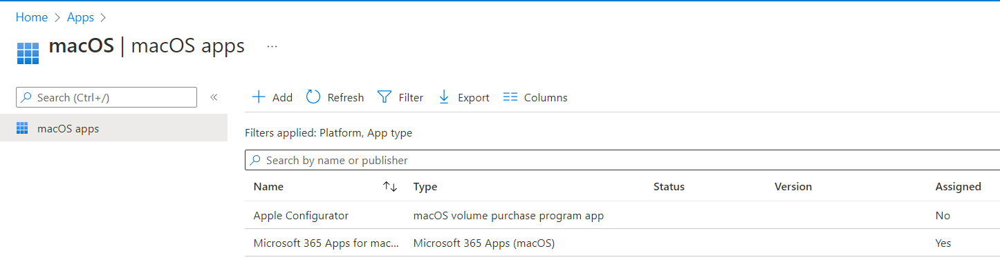 Home > Apps >
macOS | macOS apps ...
Search (Ctrl+/) «
macOS apps
Add Refresh Filter Export Columns
Filters applied: Platform, App type
Search by name or publisher
Name ↑↓ Type Status Version Assigned
Apple Configurator macOS volume purchase program app No
Microsoft 365 Apps for mac... Microsoft 365 Apps (macOS) Yes